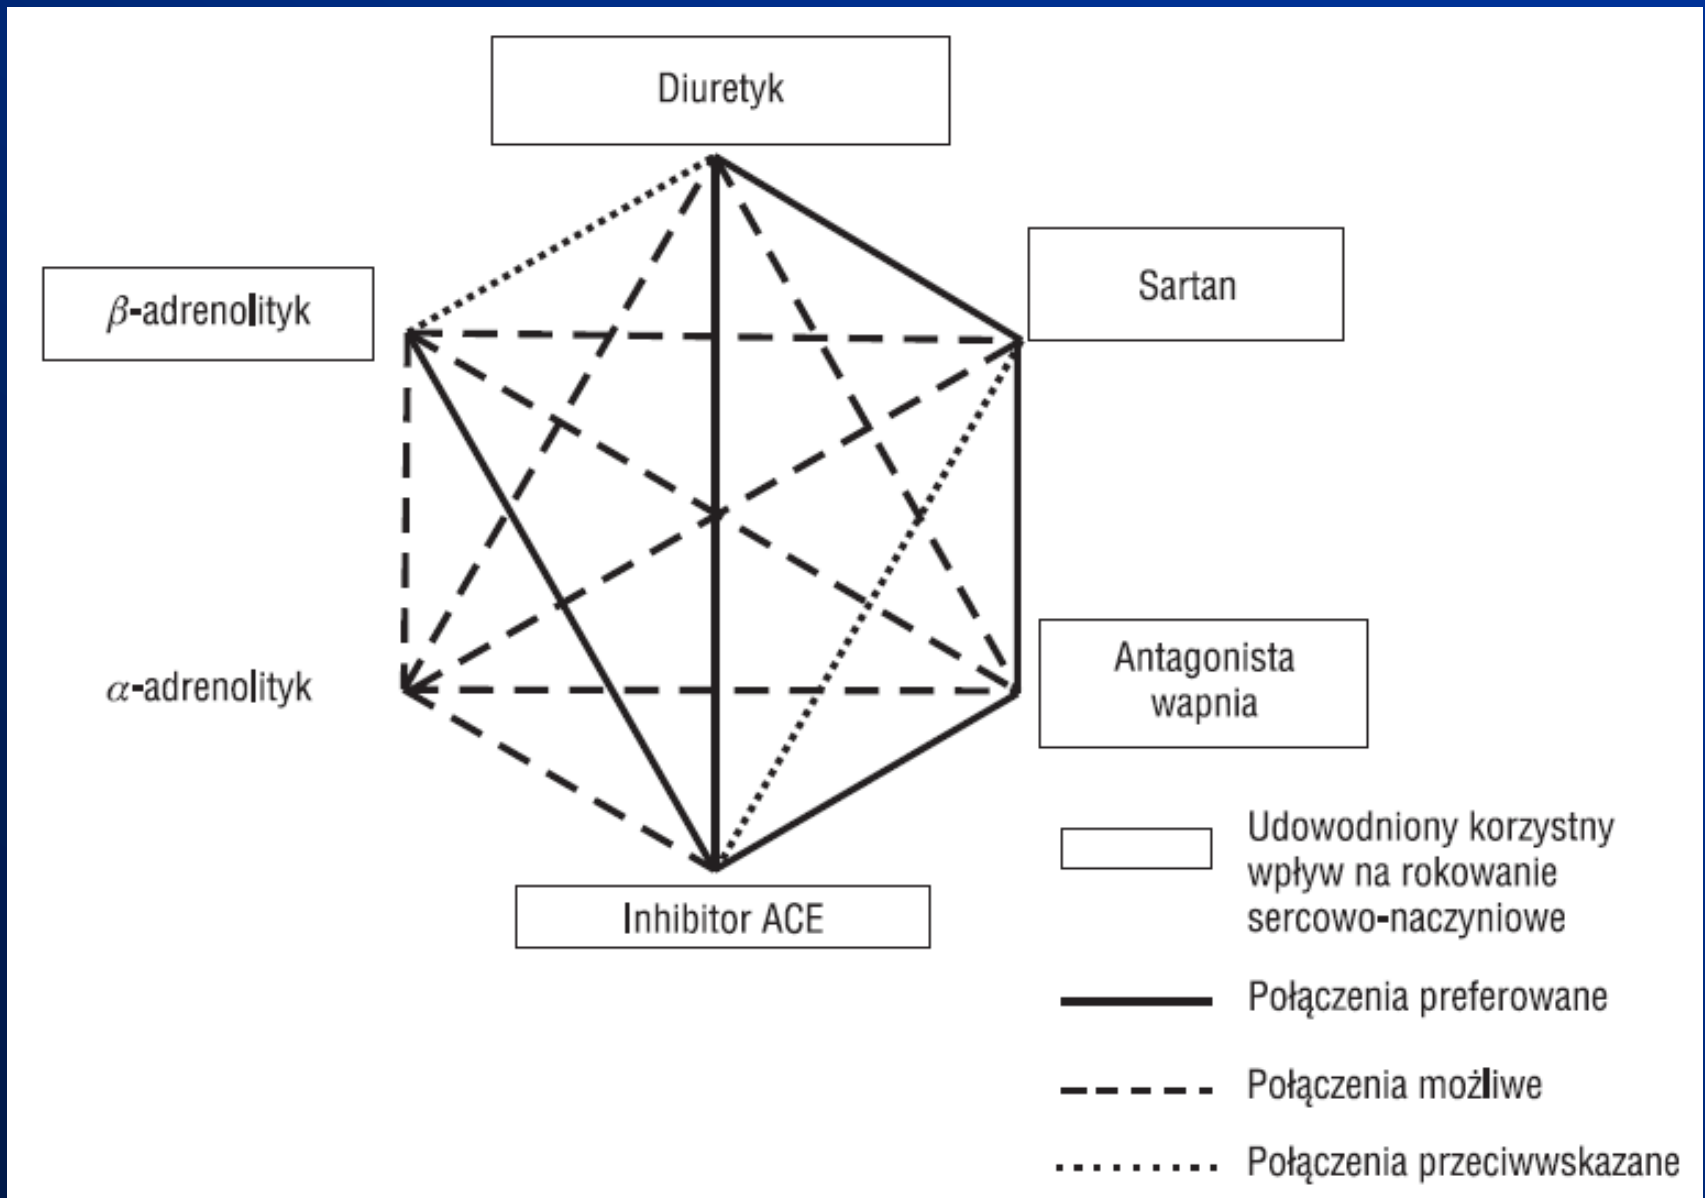 Diuretyk
Sartan
β-adrenolityk
Antagonista
wapnia
α-adrenolityk
Inhibitor ACE
Udowodniony korzystny
wpływ na rokowanie
sercowo-naczyniowe
Połączenia preferowane
Połączenia możliwe
Połączenia przeciwwskazane